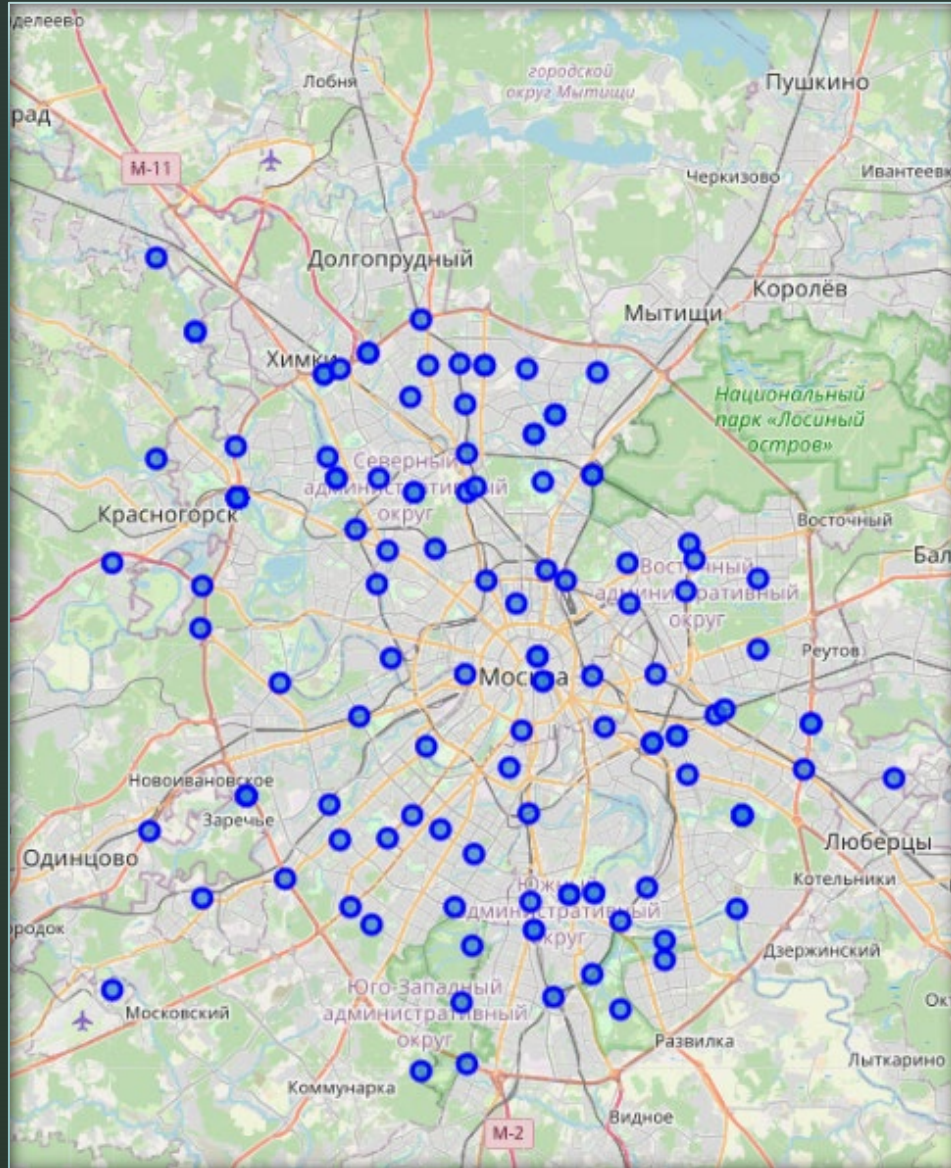 делеево
Лобня
городской
округ Мытищи
Пушкино
рад
М-11
Черкизово
Ивантеевк
Долгопрудный
Королёв
Мытищи
Химки
Национальный
парк «Лосиный
остров»
Северный
административный
округ
Красногорск
Восточный
Бал
Восточный
административный
округ
Москва
Реутов
Новоивановское
Заречье
Люберцы
Одинцово
Котельники
Южный
административный
округ
ородок
Дзержинский
Юго-Западный
административный
округ
Московский
Ок
Развилка
Лыткарино
Коммунарка
Видное
М-2